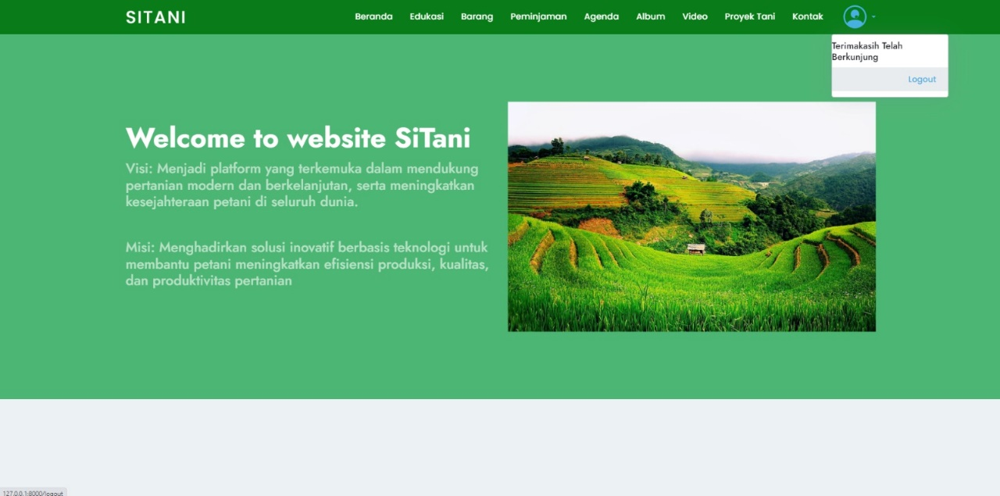 SITANI
Beranda Edukasi Barang Peminjaman Agenda Album Video Proyek Tani Kontak
Terimakasih Telah
Berkunjung
Logout
Welcome to website SiTani
Visi: Menjadi platform yang terkemuka dalam mendukung
pertanian modern dan berkelanjutan, serta meningkatkan
kesejahteraan petani di seluruh dunia.
Misi: Menghadirkan solusi inovatif berbasis teknologi untuk
membantu petani meningkatkan efisiensi produksi, kualitas,
dan produktivitas pertanian
127.0.0.1:8000/logout